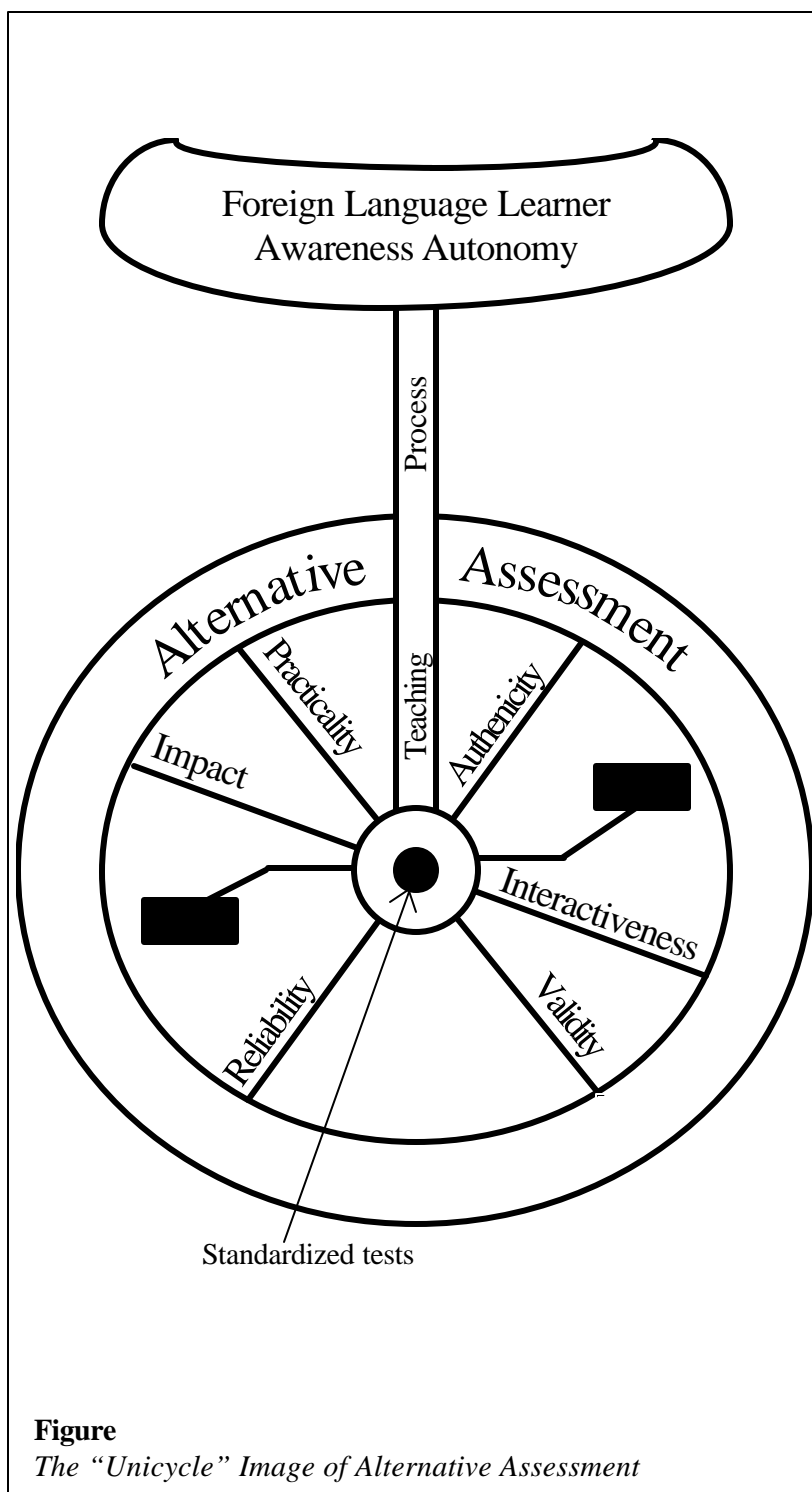 Foreign Language Learner
Awareness Autonomy
Process
Alternative
Assessment
Practicality
Teaching
Authenicity
Impact
Interactiveness
Reliability
Validity
Standardized tests
Figure
The “Unicycle” Image of Alternative Assessment